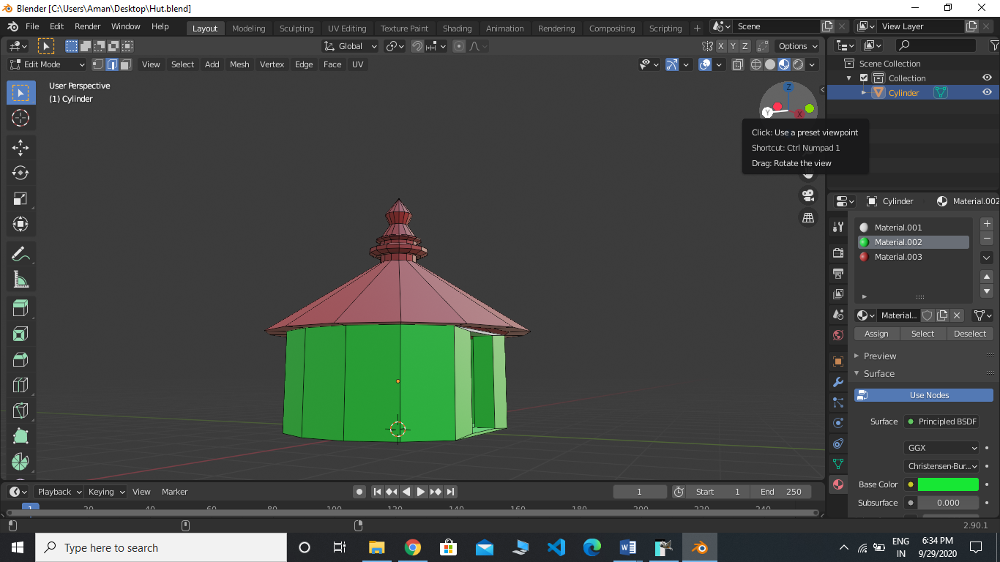 Blender [C:\Users\Aman\Desktop\Hut.blend]
File Edit Render Window Help Layout Modeling Sculpting UV Editing Texture Paint Shading Animation Rendering Compositing Scripting + Scene View Layer
Global X Y Z Options
Edit Mode View Select Add Mesh Vertex Edge Face UV
Scene Collection
Collection
Cylinder
User Perspective
(1) Cylinder
Z
Y X
Click: Use a preset viewpoint
Shortcut: Ctrl Numpad 1
Drag: Rotate the view
Cylinder Material.002
Material.001
Material.002
Material.003
Material...
Assign Select Deselect
Preview
Surface
Use Nodes
Surface Principled BSDF
GGX
Christensen-Bur...
Base Color
Subsurface 0.000
Playback Keying View Marker 1 Start 1 End 250
1 20 40 60 80 100 120 140 160 180 200 220 240
2.90.1
Type here to search
ENG
IN
6:34 PM
9/29/2020